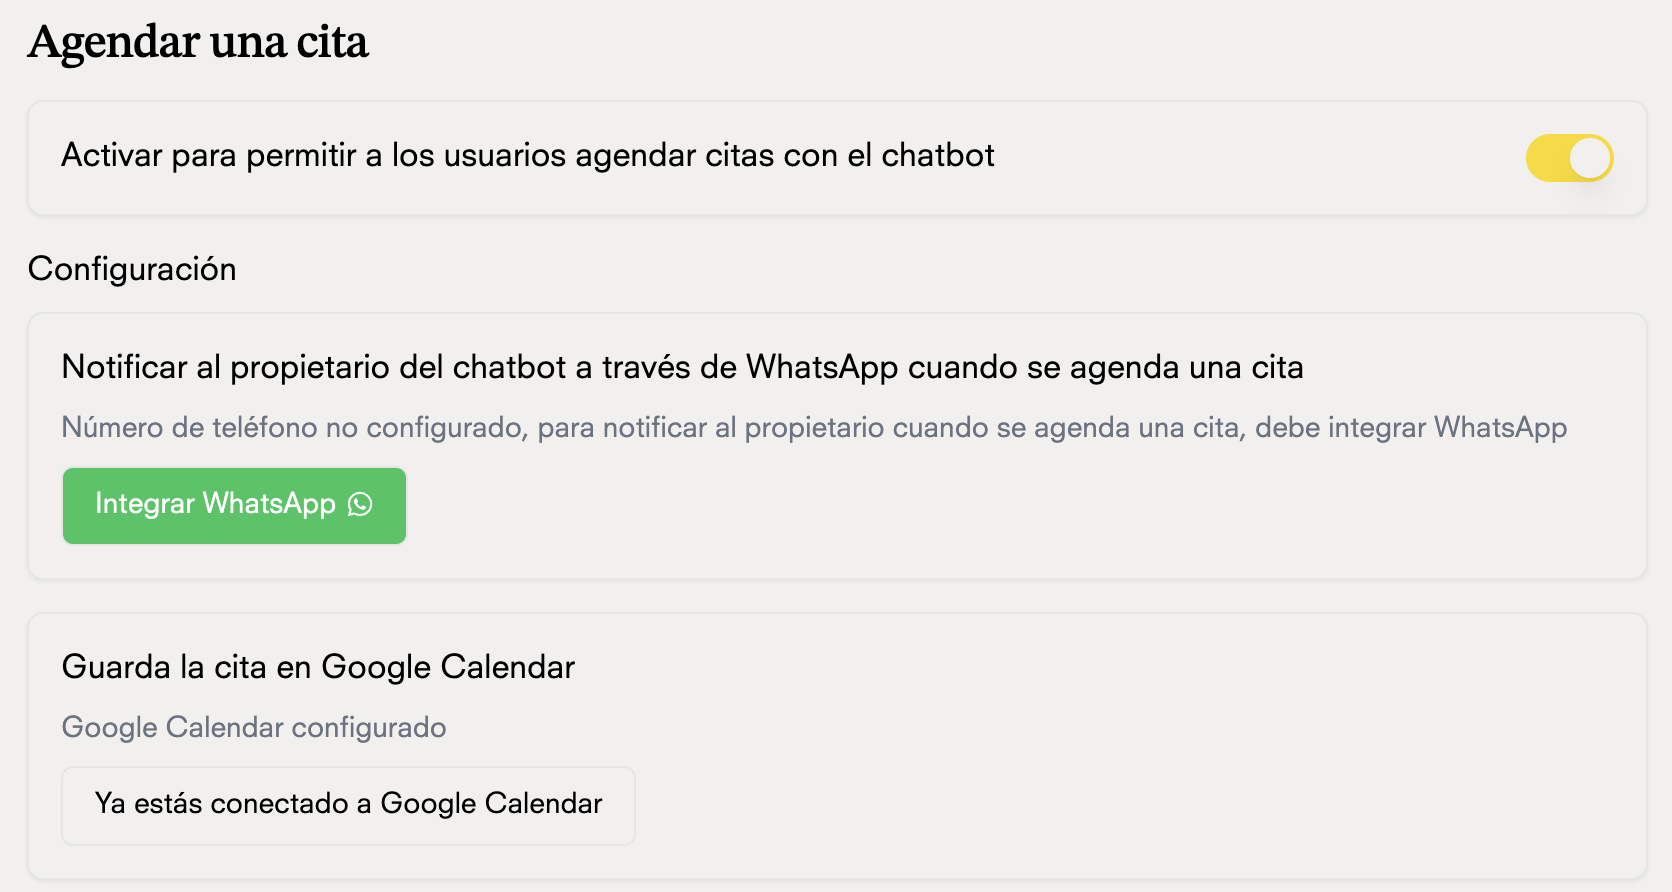 Agendar una cita
Activar para permitir a los usuarios agendar citas con el chatbot
Configuración
Notificar al propietario del chatbot a través de WhatsApp cuando se agenda una cita
Número de teléfono no configurado, para notificar al propietario cuando se agenda una cita, debe integrar WhatsApp
Integrar WhatsApp
Guarda la cita en Google Calendar
Google Calendar configurado
Ya estás conectado a Google Calendar